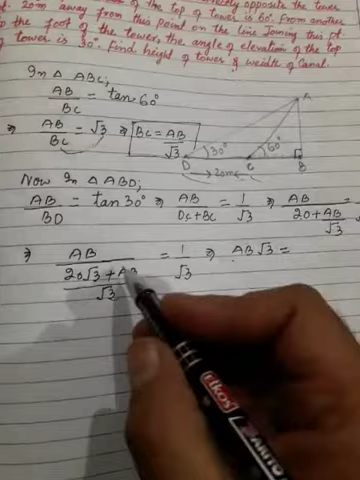 directly opposite the tower
20m away from this point on the line joining this pt.
of the top of tower is 60°. From another
to the foot of the tower, the angle of elevation of the top
of tower is 30°. Find height of tower & width of Canal.
In △ ABC;
AB/BC = tan 60°
⇒ AB/BC = √3 ⇒ BC = AB/√3
A
30°
60°
D C B
20m
Now In △ ABD;
AB/BD = tan 30° ⇒ AB/(DC+BC) = 1/√3 ⇒ AB/(20+AB/√3) =
⇒ AB/((20√3 + AB)/√3) = 1/√3 ⇒ AB√3 =